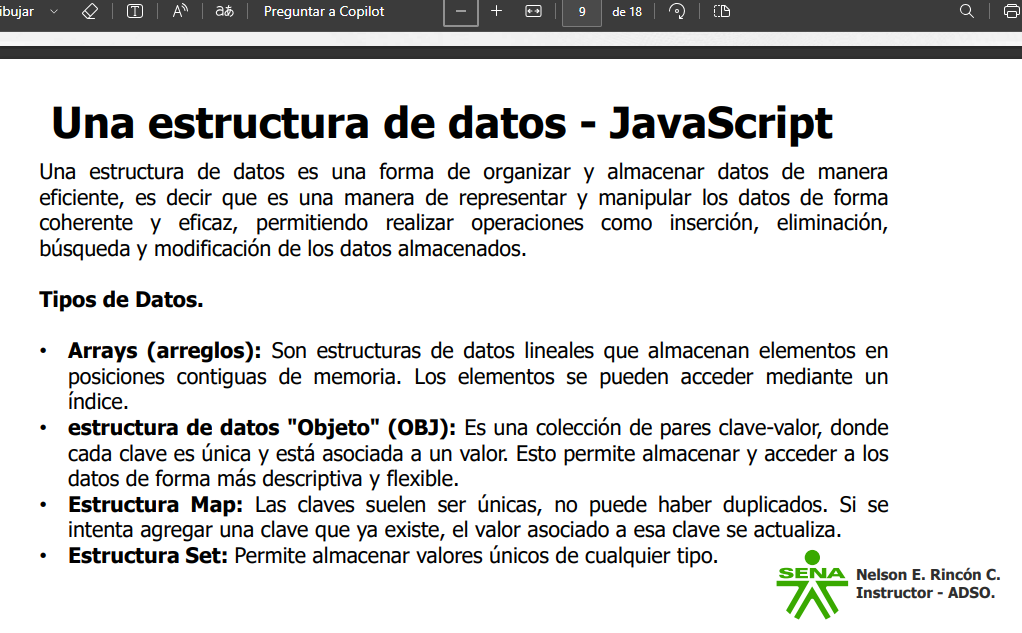 ibujar
aあ
Preguntar a Copilot
9
de 18
Una estructura de datos - JavaScript
Una estructura de datos es una forma de organizar y almacenar datos de manera
eficiente, es decir que es una manera de representar y manipular los datos de forma
coherente y eficaz, permitiendo realizar operaciones como inserción, eliminación,
búsqueda y modificación de los datos almacenados.
Tipos de Datos.
• Arrays (arreglos): Son estructuras de datos lineales que almacenan elementos en
posiciones contiguas de memoria. Los elementos se pueden acceder mediante un
índice.
• estructura de datos "Objeto" (OBJ): Es una colección de pares clave-valor, donde
cada clave es única y está asociada a un valor. Esto permite almacenar y acceder a los
datos de forma más descriptiva y flexible.
• Estructura Map: Las claves suelen ser únicas, no puede haber duplicados. Si se
intenta agregar una clave que ya existe, el valor asociado a esa clave se actualiza.
• Estructura Set: Permite almacenar valores únicos de cualquier tipo.
SENA
Nelson E. Rincón C.
Instructor - ADSO.